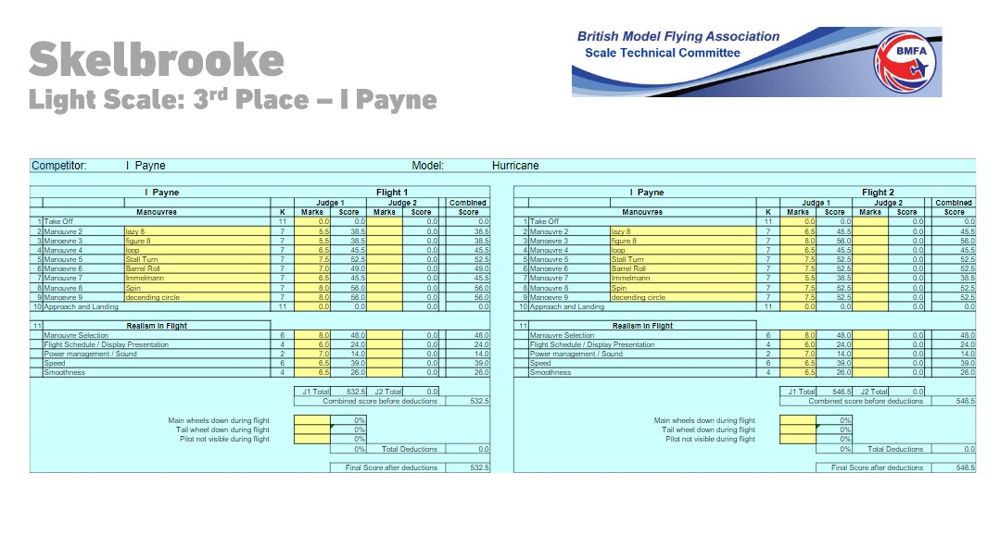 Skelbrooke
Light Scale: 3rd Place – I Payne
British Model Flying Association
Scale Technical Committee
BMFA
Competitor: I Payne Model: Hurricane
I Payne Flight 1
Judge 1 Judge 2 Combined
Manouvres K Marks Score Marks Score Score
1 Take Off 11 0.0 0.0 0.0 0.0
2 Manouvre 2 lazy 8 7 5.5 38.5 0.0 38.5
3 Manoevre 3 figure 8 7 5.5 38.5 0.0 38.5
4 Manouvre 4 loop 7 6.5 45.5 0.0 45.5
5 Manouvre 5 Stall Turn 7 7.5 52.5 0.0 52.5
6 Manoevre 6 Barrel Roll 7 7.0 49.0 0.0 49.0
7 Manouvre 7 Immelmann 7 6.5 45.5 0.0 45.5
8 Manouvre 8 Spin 7 8.0 56.0 0.0 56.0
9 Manoevre 9 decending circle 7 8.0 56.0 0.0 56.0
10 Approach and Landing 11 0.0 0.0 0.0 0.0
11 Realism in Flight
Manouvre Selection 6 8.0 48.0 0.0 48.0
Flight Schedule / Display Presentation 4 6.0 24.0 0.0 24.0
Power management / Sound 2 7.0 14.0 0.0 14.0
Speed 6 6.5 39.0 0.0 39.0
Smoothness 4 6.5 26.0 0.0 26.0
J1 Total 532.5 J2 Total 0.0
Combined score before deductions 532.5
Main wheels down during flight 0%
Tail wheel down during flight 0%
Pilot not visible during flight 0%
0% Total Deductions 0.0
Final Score after deductions 532.5
I Payne Flight 2
Judge 1 Judge 2 Combined
Manouvres K Marks Score Marks Score Score
1 Take Off 11 0.0 0.0 0.0 0.0
2 Manouvre 2 lazy 8 7 6.5 45.5 0.0 45.5
3 Manoevre 3 figure 8 7 8.0 56.0 0.0 56.0
4 Manouvre 4 loop 7 6.5 45.5 0.0 45.5
5 Manouvre 5 Stall Turn 7 7.5 52.5 0.0 52.5
6 Manoevre 6 Barrel Roll 7 7.5 52.5 0.0 52.5
7 Manouvre 7 Immelmann 7 5.5 38.5 0.0 38.5
8 Manouvre 8 Spin 7 7.5 52.5 0.0 52.5
9 Manoevre 9 decending circle 7 7.5 52.5 0.0 52.5
10 Approach and Landing 11 0.0 0.0 0.0 0.0
11 Realism in Flight
Manouvre Selection 6 8.0 48.0 0.0 48.0
Flight Schedule / Display Presentation 4 6.0 24.0 0.0 24.0
Power management / Sound 2 7.0 14.0 0.0 14.0
Speed 6 6.5 39.0 0.0 39.0
Smoothness 4 6.5 26.0 0.0 26.0
J1 Total 546.5 J2 Total 0.0
Combined score before deductions 546.5
Main wheels down during flight 0%
Tail wheel down during flight 0%
Pilot not visible during flight 0%
0% Total Deductions 0.0
Final Score after deductions 546.5